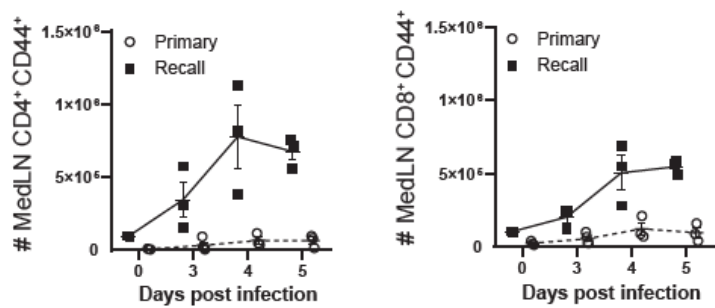 # MedLN CD4⁺ CD44⁺
1.5×10⁶
1×10⁶
5×10⁵
0
○ Primary
■ Recall
0 3 4 5
Days post infection
# MedLN CD8⁺ CD44⁺
1.5×10⁶
1×10⁶
5×10⁵
0
○ Primary
■ Recall
0 3 4 5
Days post infection